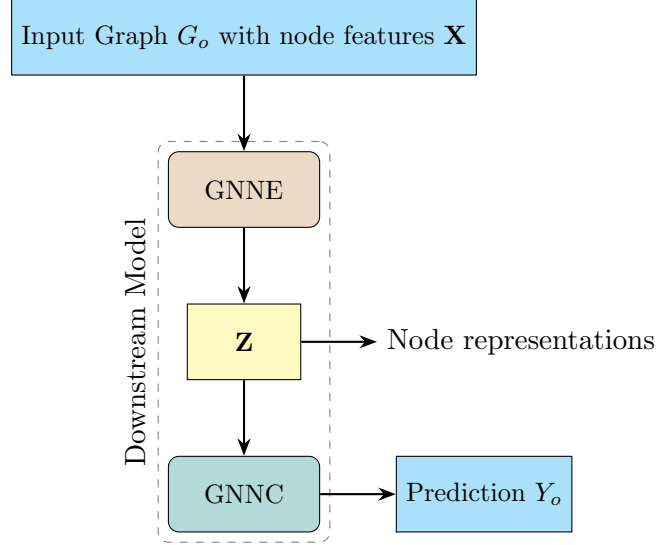 Input Graph G_o with node features X
GNNE
Downstream Model
Z
Node representations
GNNC
Prediction Y_o